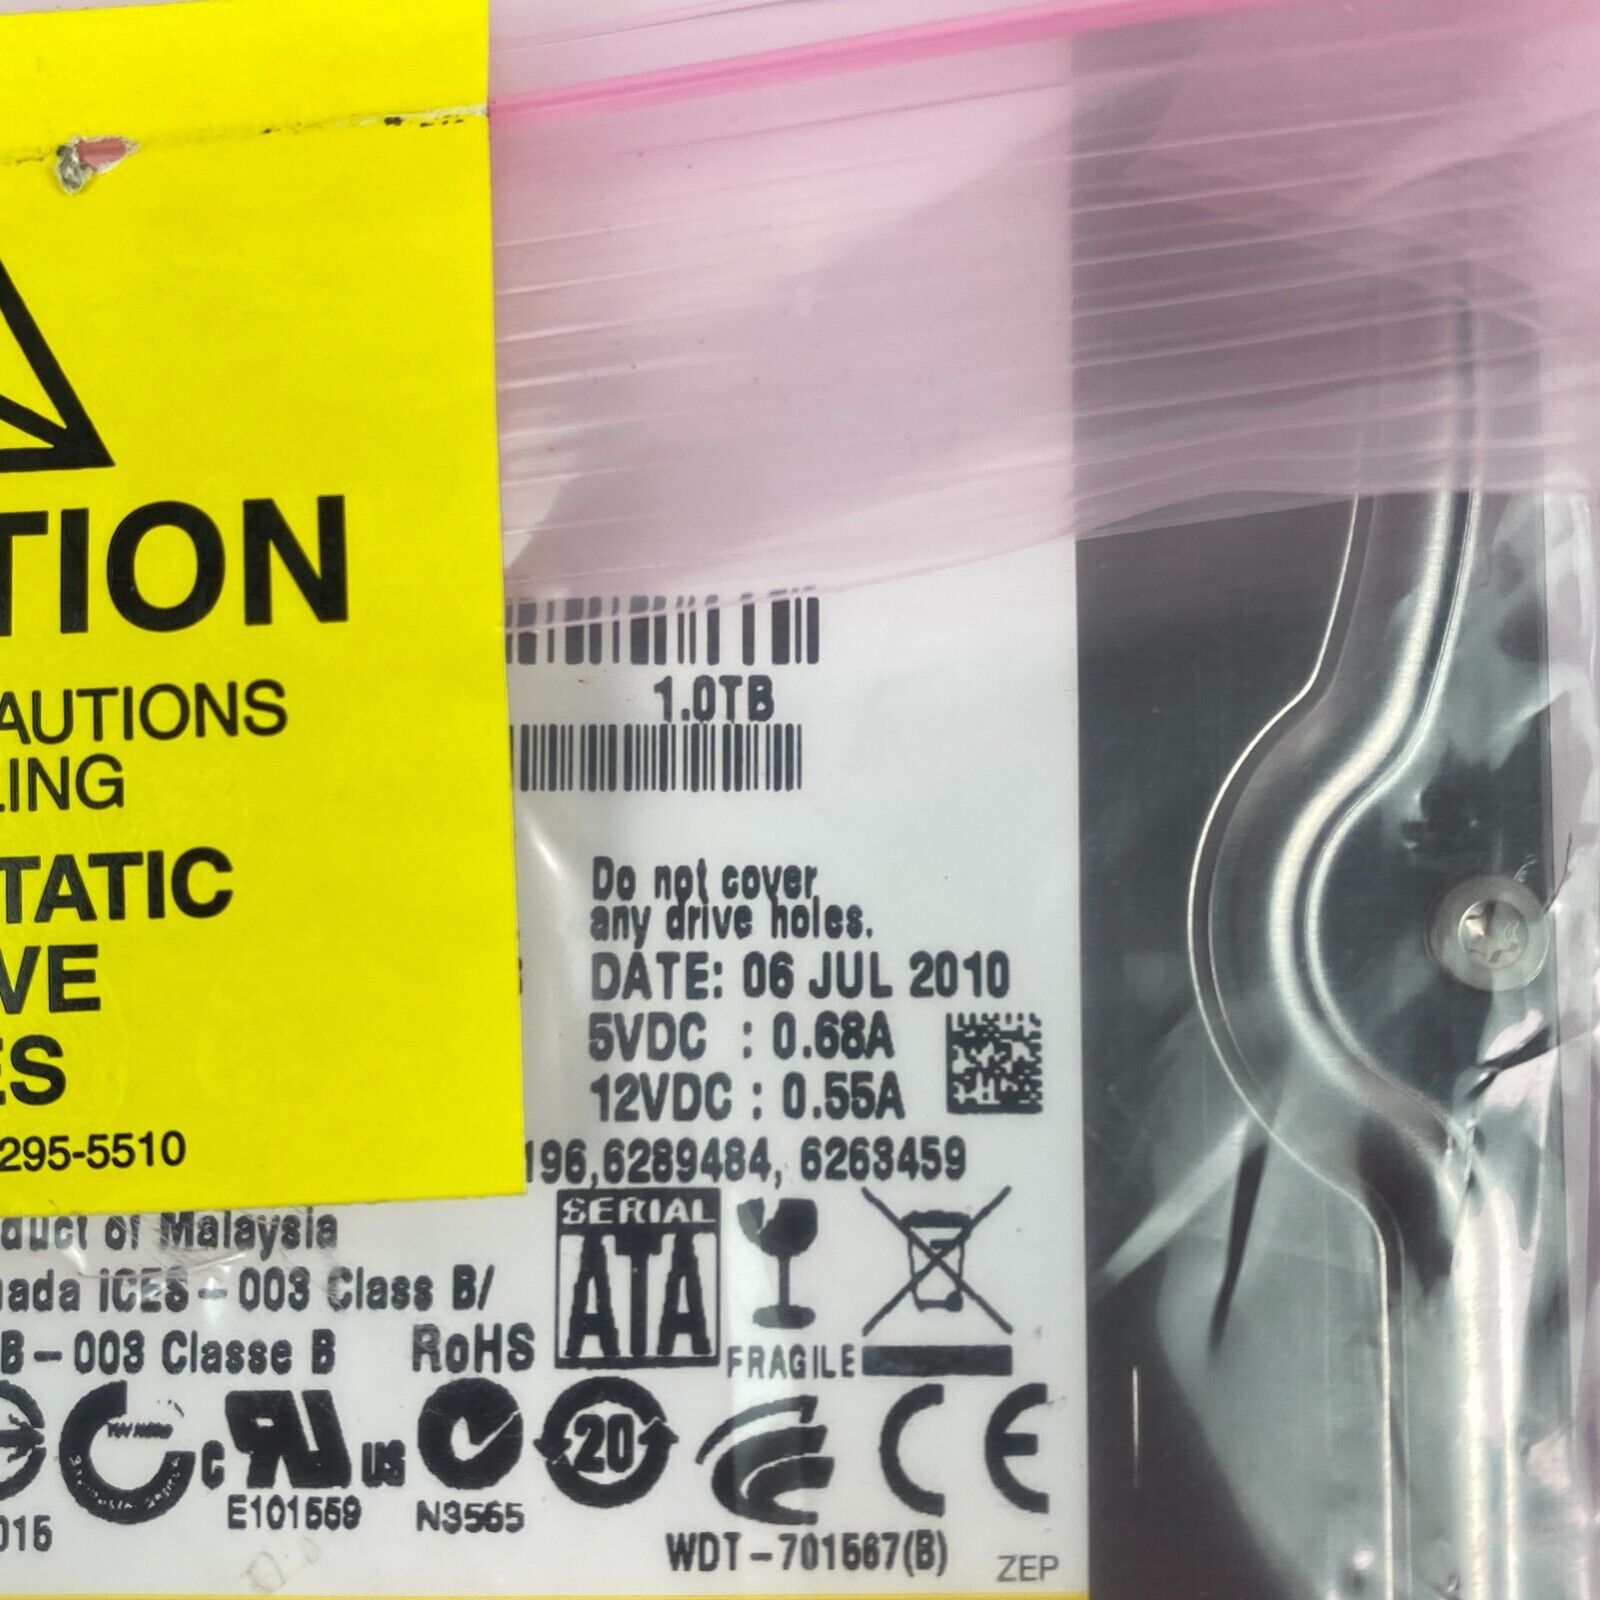 TION
AUTIONS
LING
TATIC
VE
ES
295-5510
1.0TB
Do not cover
any drive holes.
DATE: 06 JUL 2010
5VDC : 0.68A
12VDC : 0.55A
196,6289484, 6263459
duct of Malaysia
nada ICES-003 Class B/
B-003 Classe B
RoHS
SERIAL
ATA
FRAGILE
C
US
20
CE
E101559
N3565
015
WDT-701567(B)
ZEP